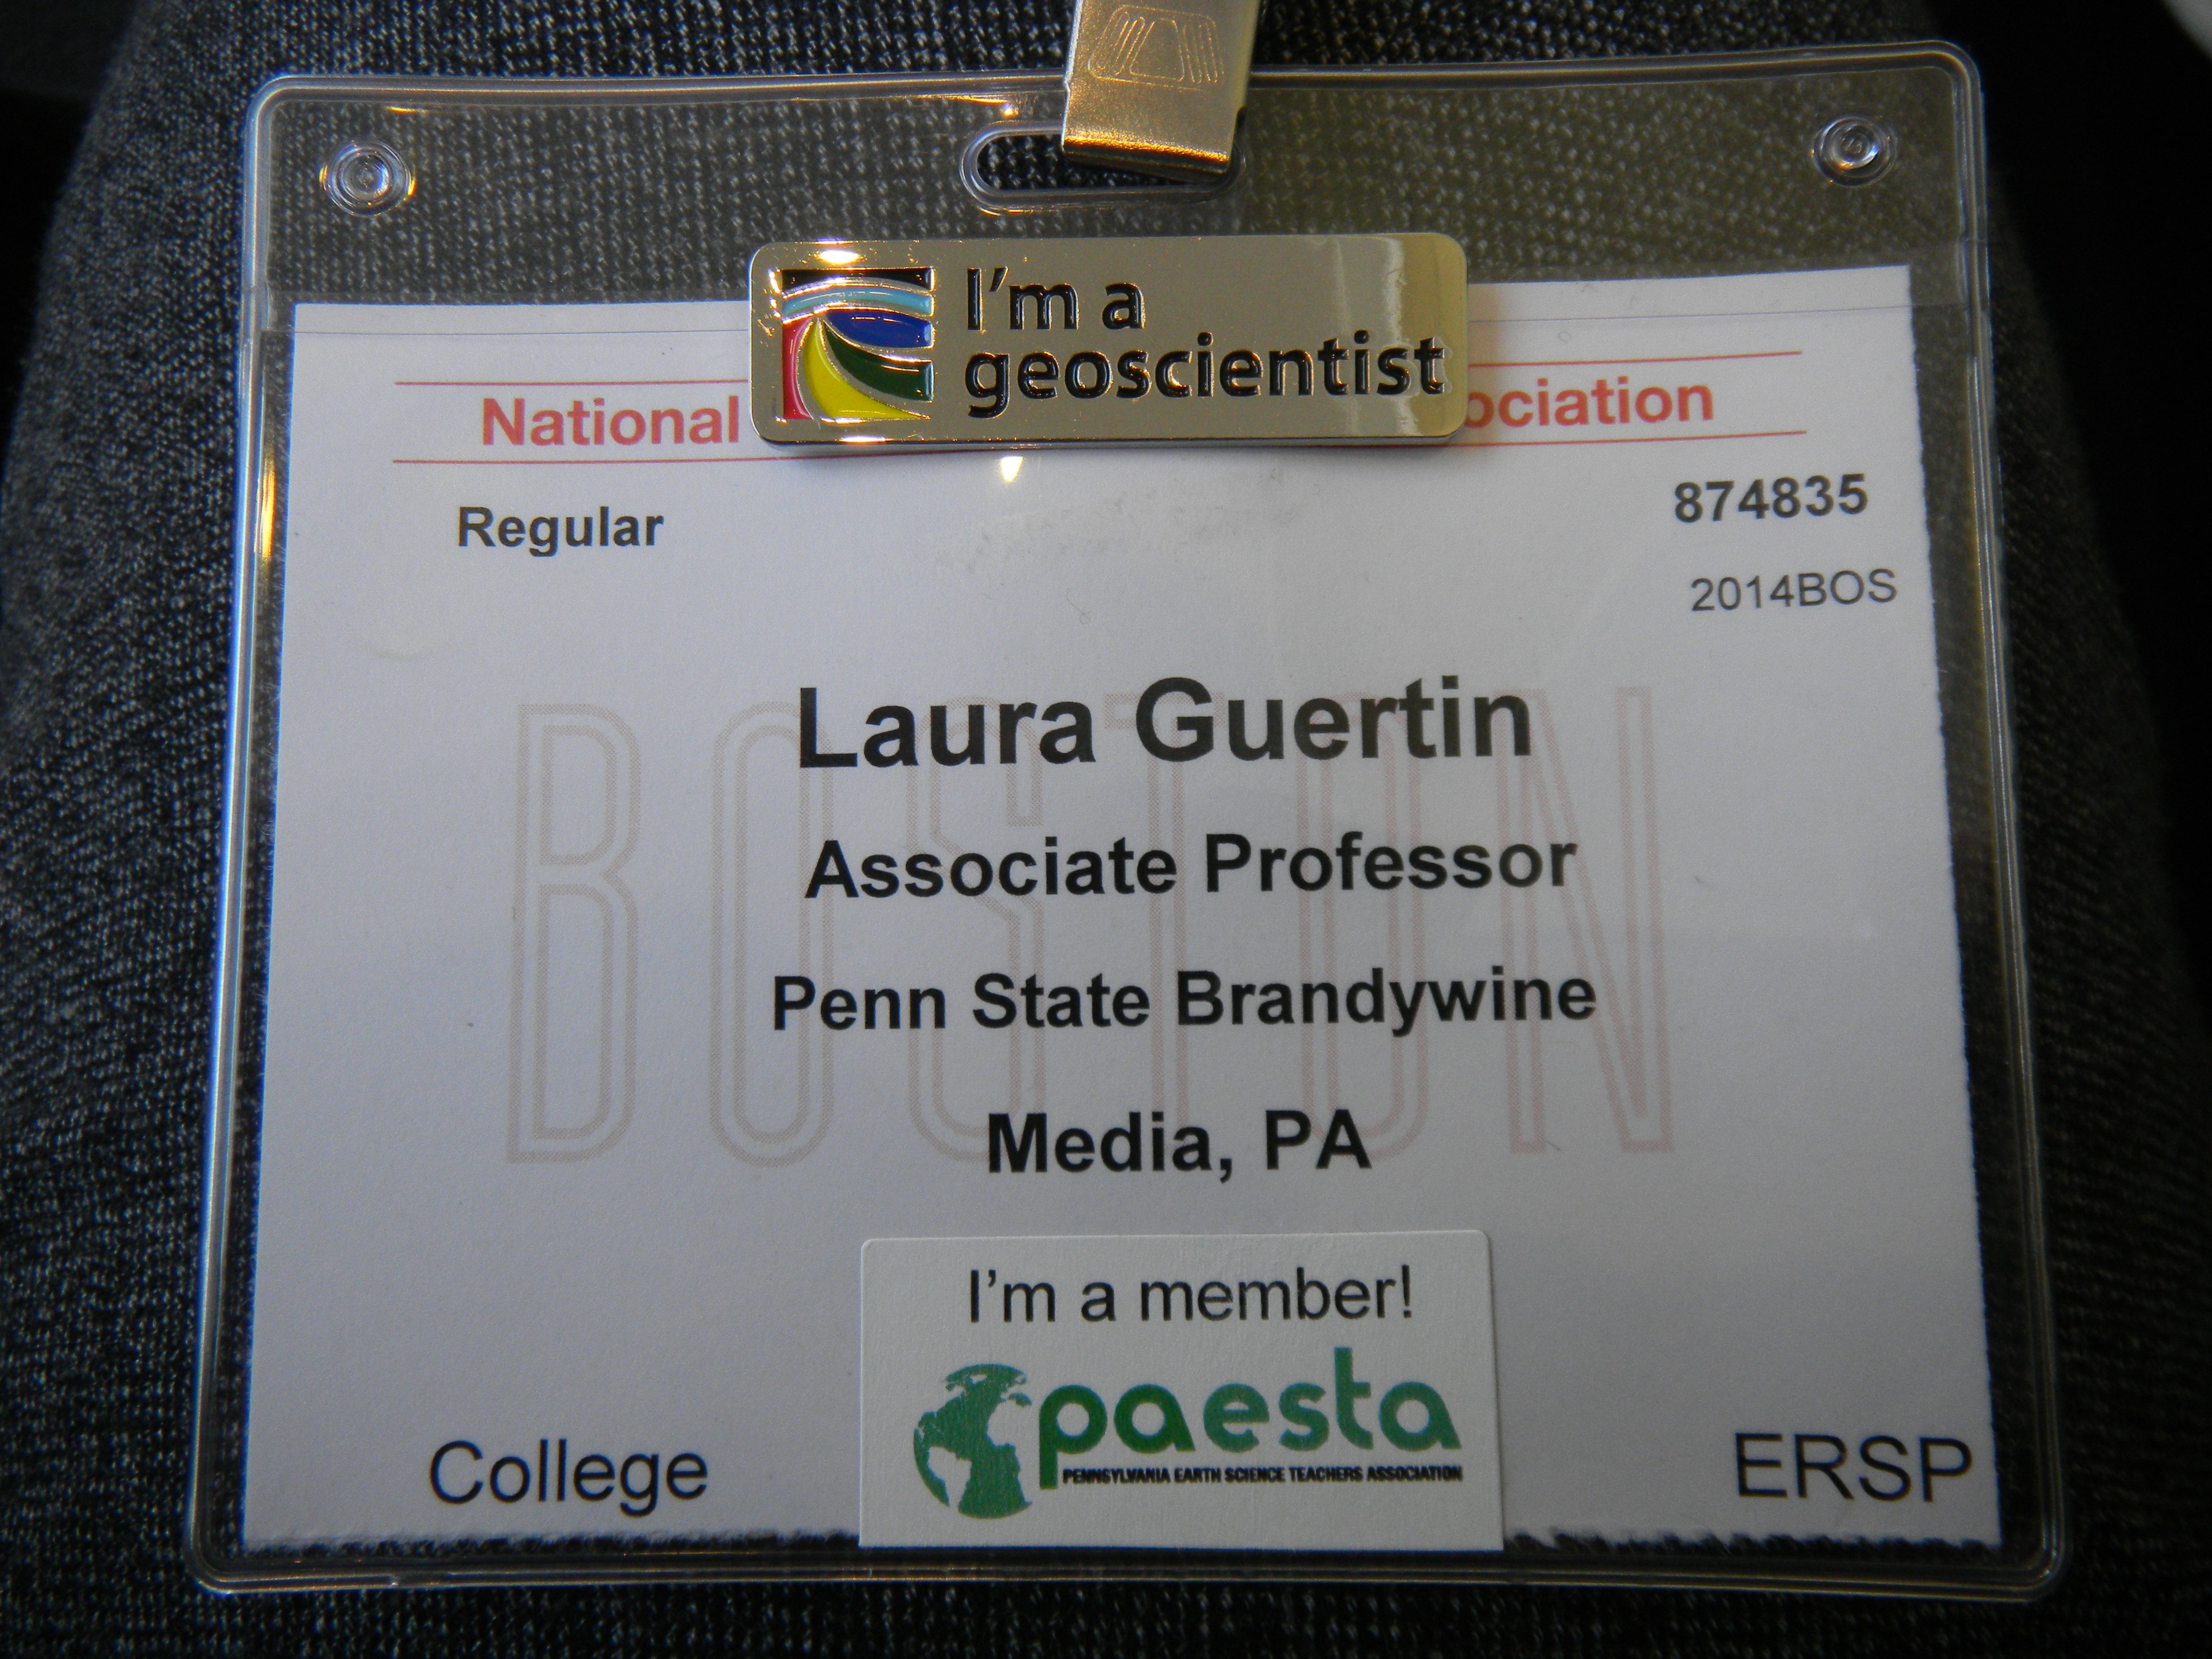 I'm a
geoscientist
National ociation
Regular
874835
2014BOS
BOSTON
Laura Guertin
Associate Professor
Penn State Brandywine
Media, PA
I'm a member!
paesta
PENNSYLVANIA EARTH SCIENCE TEACHERS ASSOCIATION
College
ERSP